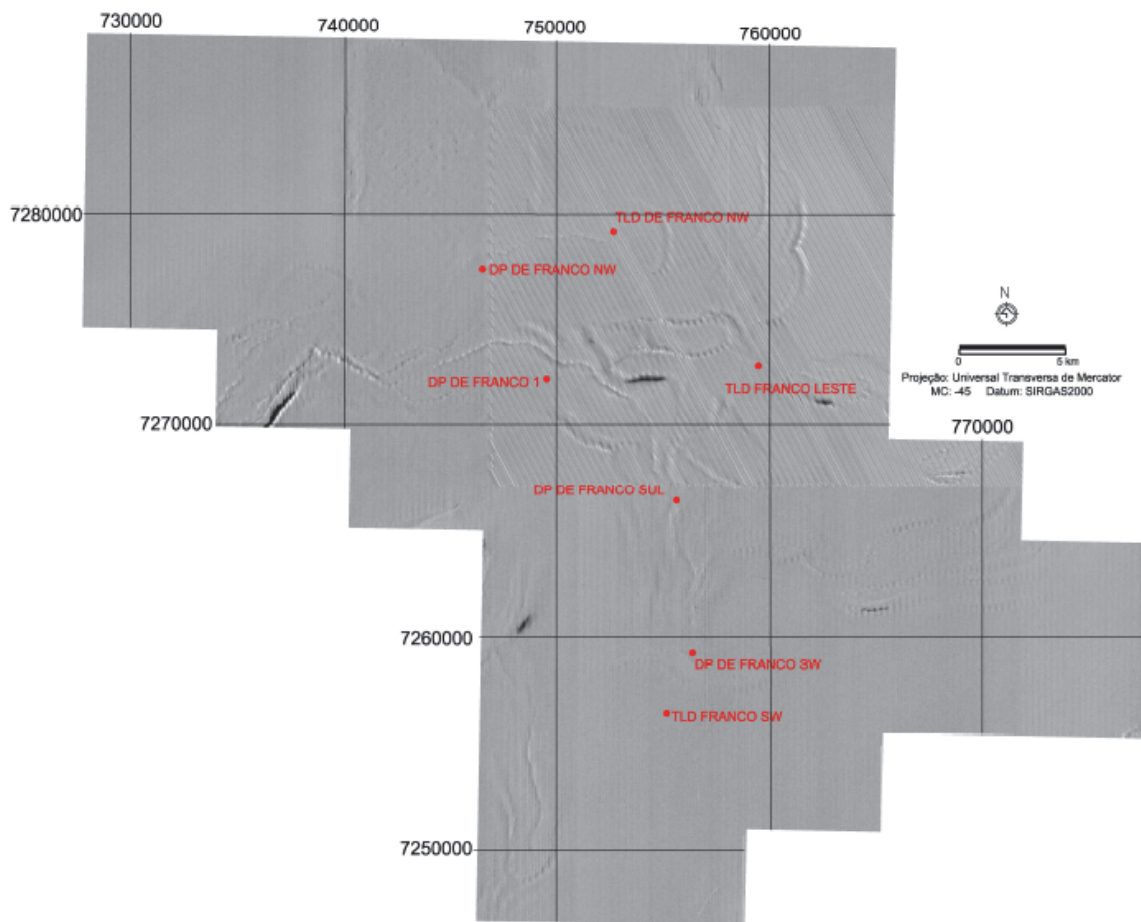 730000
740000
750000
760000
7280000
TLD DE FRANCO NW
DP DE FRANCO NW
N
0 5 km
Projeção: Universal Transversa de Mercator
MC: -45 Datum: SIRGAS2000
DP DE FRANCO 1
TLD FRANCO LESTE
7270000
770000
DP DE FRANCO SUL
7260000
DP DE FRANCO SW
TLD FRANCO SW
7250000